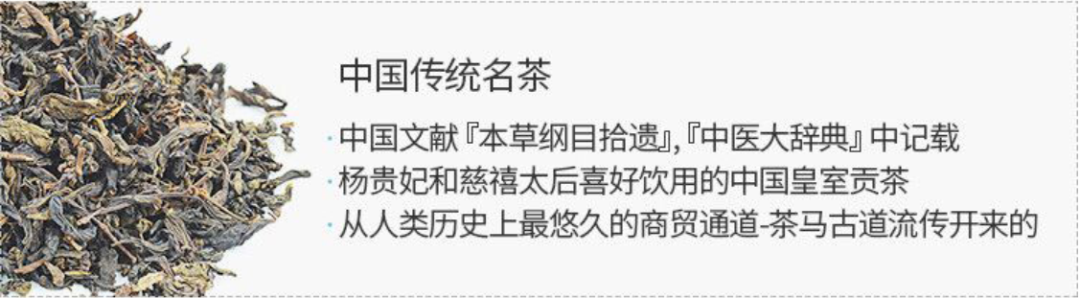 中国传统名茶
·中国文献『本草纲目拾遗』,『中医大辞典』中记载
·杨贵妃和慈禧太后喜好饮用的中国皇室贡茶
·从人类历史上最悠久的商贸通道-茶马古道流传开来的